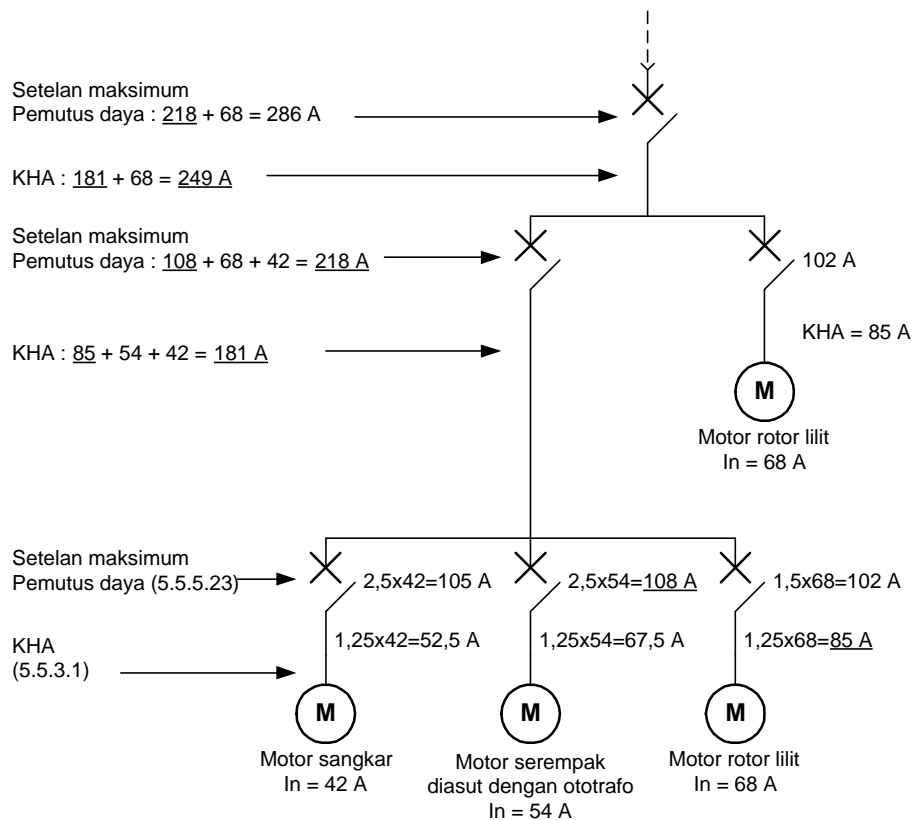 Setelan maksimum
Pemutus daya : 218 + 68 = 286 A
KHA : 181 + 68 = 249 A
Setelan maksimum
Pemutus daya : 108 + 68 + 42 = 218 A
102 A
KHA = 85 A
KHA : 85 + 54 + 42 = 181 A
M
Motor rotor lilit
In = 68 A
Setelan maksimum
Pemutus daya (5.5.5.23)
2,5x42=105 A
2,5x54=108 A
1,5x68=102 A
KHA
(5.5.3.1)
1,25x42=52,5 A
1,25x54=67,5 A
1,25x68=85 A
M
M
M
Motor sangkar
In = 42 A
Motor serempak
diasut dengan ototrafo
In = 54 A
Motor rotor lilit
In = 68 A